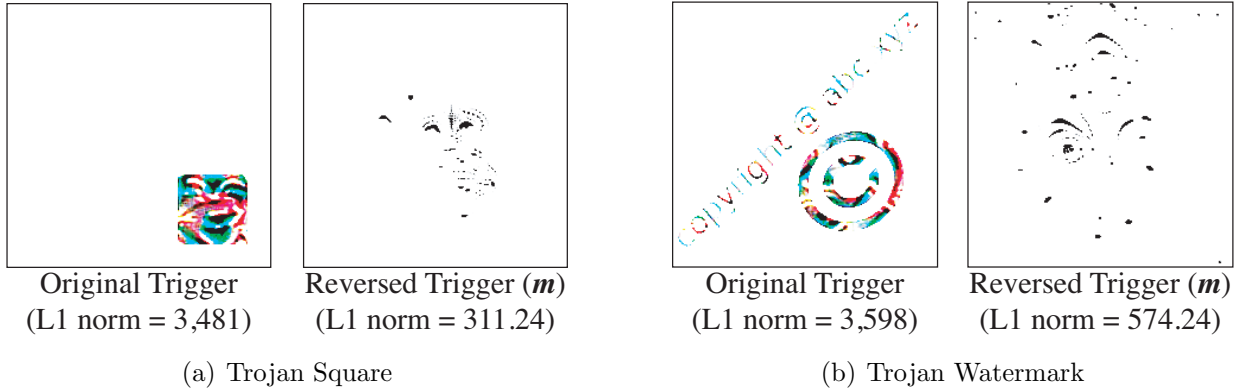 copyright @ abc.xyz
Original Trigger
(L1 norm = 3,481)
Reversed Trigger (m)
(L1 norm = 311.24)
Original Trigger
(L1 norm = 3,598)
Reversed Trigger (m)
(L1 norm = 574.24)
(a) Trojan Square
(b) Trojan Watermark